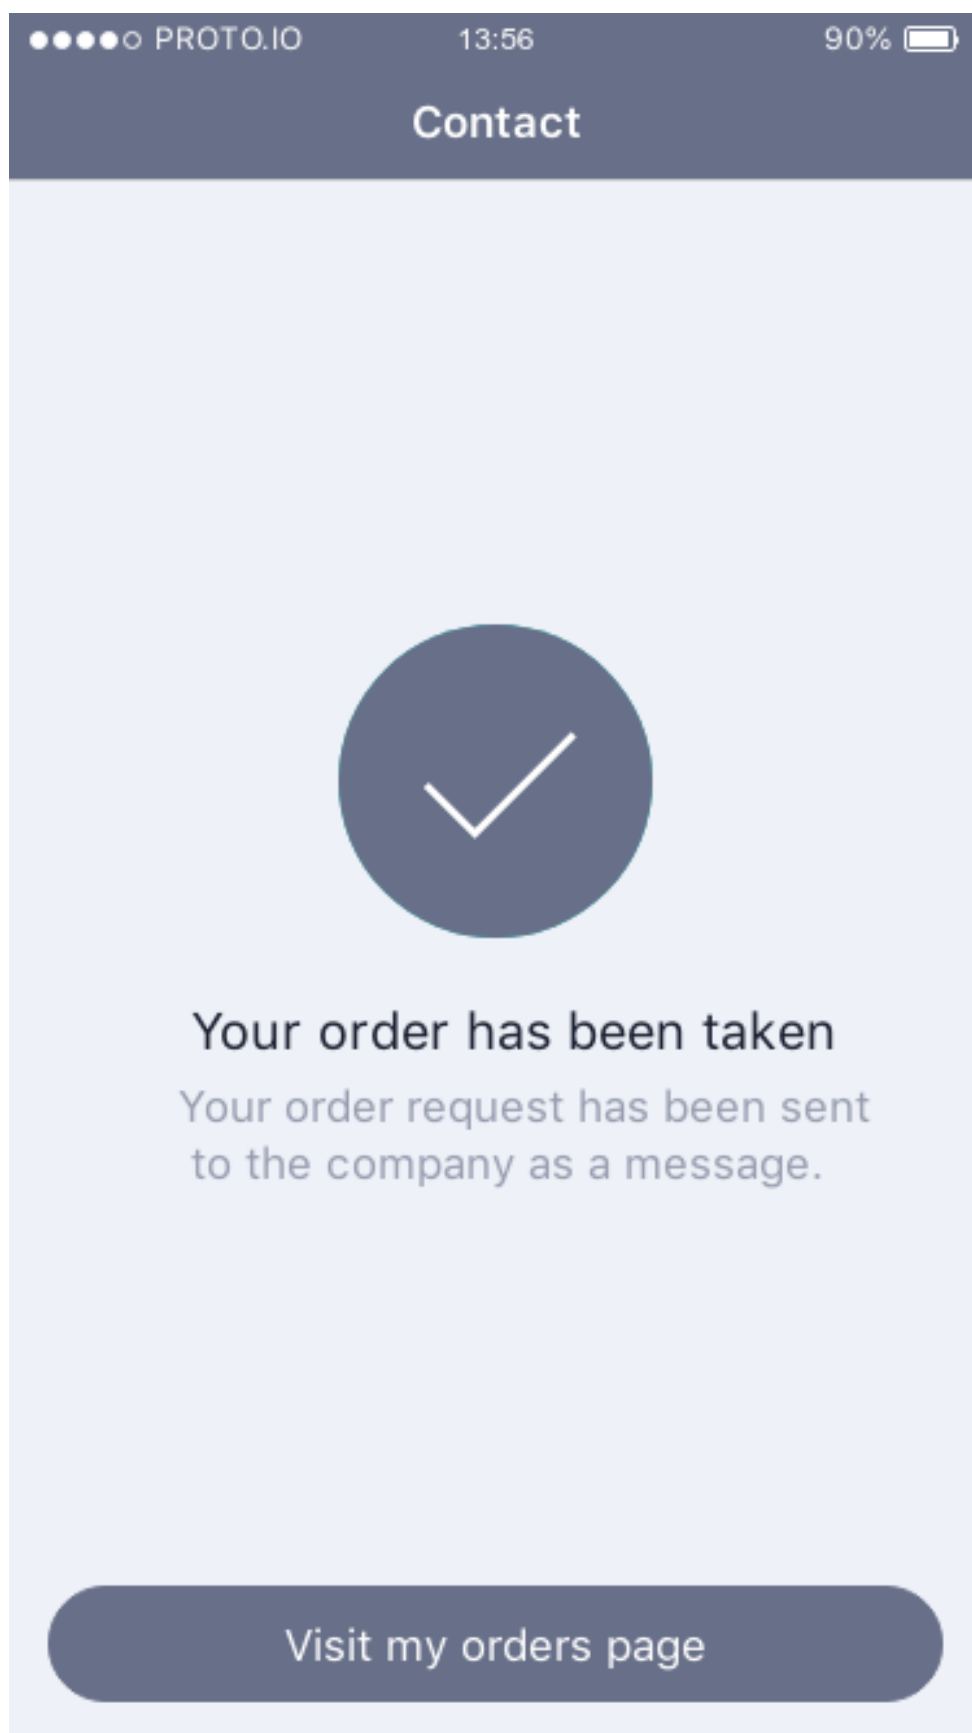 PROTO.IO 13:56 90%
Contact
Your order has been taken
Your order request has been sent
to the company as a message.
Visit my orders page